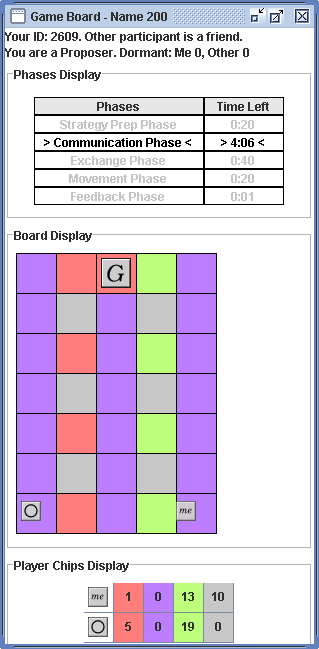 Game Board - Name 200
Your ID: 2609. Other participant is a friend.
You are a Proposer. Dormant: Me 0, Other 0
Phases Display
Phases Time Left
Strategy Prep Phase 0:20
> Communication Phase < > 4:06 <
Exchange Phase 0:40
Movement Phase 0:20
Feedback Phase 0:01
Board Display
G
me
Player Chips Display
me 1 0 13 10
5 0 19 0